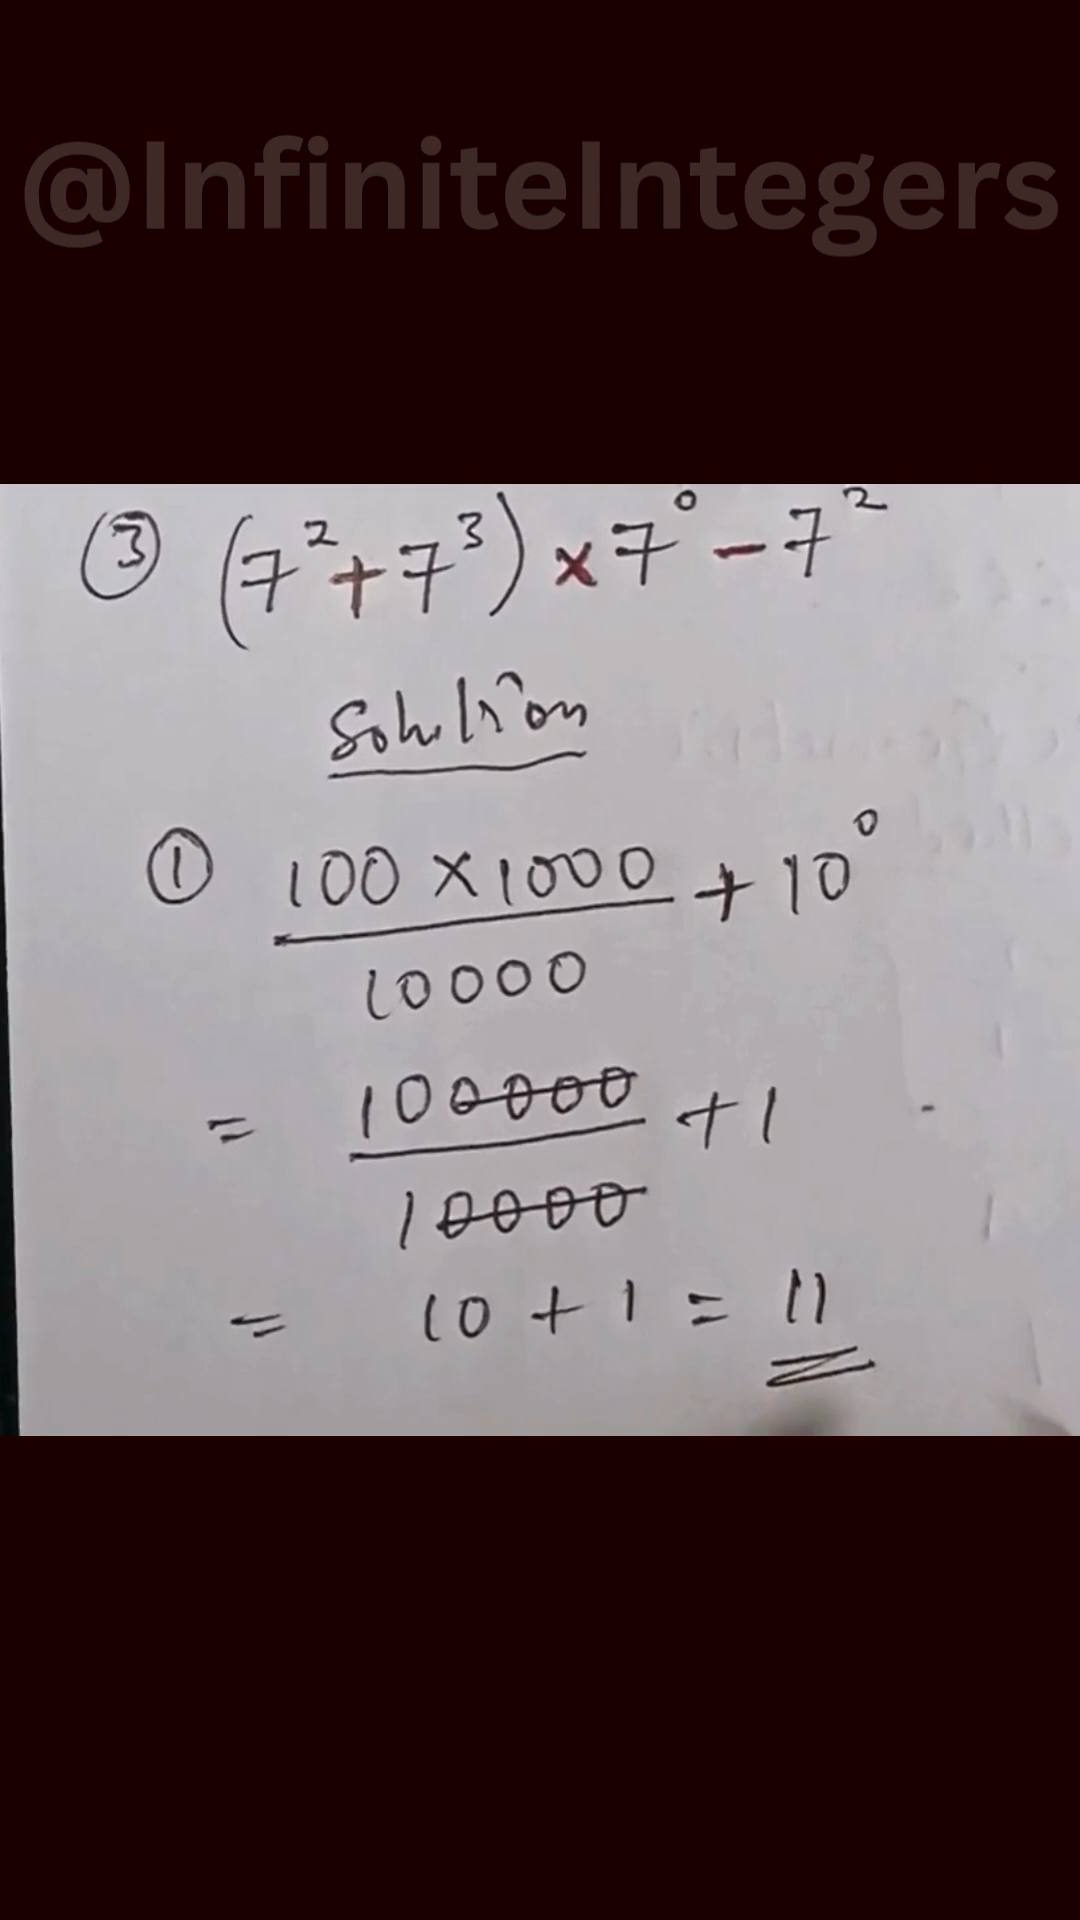 @InfiniteIntegers
③ (7² + 7³) × 7⁰ - 7²
Solution
① 100 × 1000 + 10⁰
10000
= 100000 + 1
10000
= 10 + 1 = 11